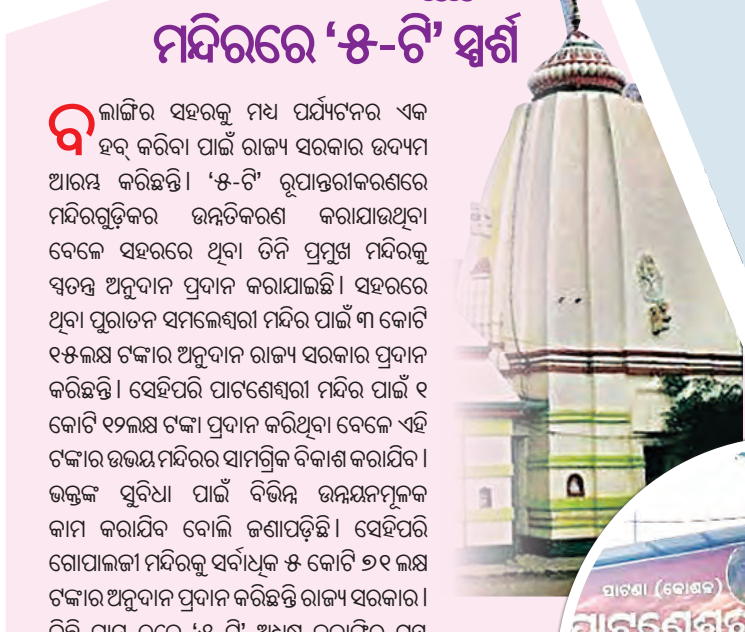 ମନ୍ଦିରରେ ‘୫-ଟି’ ସ୍ପର୍ଶ
ବଲାଙ୍ଗିର ସହରକୁ ମଧ୍ୟ ପର୍ଯ୍ୟଟନର ଏକ
ହବ୍ କରିବା ପାଇଁ ରାଜ୍ୟ ସରକାର ଉଦ୍ୟମ
ଆରମ୍ଭ କରିଛନ୍ତି। ‘୫-ଟି’ ରୂପାନ୍ତରୀକରଣରେ
ମନ୍ଦିରଗୁଡ଼ିକର ଉନ୍ନତିକରଣ କରାଯାଉଥିବା
ବେଳେ ସହରରେ ଥିବା ତିନି ପ୍ରମୁଖ ମନ୍ଦିରକୁ
ସ୍ୱତନ୍ତ୍ର ଅନୁଦାନ ପ୍ରଦାନ କରାଯାଇଛି। ସହରରେ
ଥିବା ପୁରାତନ ସମଲେଶ୍ୱରୀ ମନ୍ଦିର ପାଇଁ ୩ କୋଟି
୧୫ଲକ୍ଷ ଟଙ୍କାର ଅନୁଦାନ ରାଜ୍ୟ ସରକାର ପ୍ରଦାନ
କରିଛନ୍ତି। ସେହିପରି ପାଟଣେଶ୍ୱରୀ ମନ୍ଦିର ପାଇଁ ୧
କୋଟି ୧୨ଲକ୍ଷ ଟଙ୍କା ପ୍ରଦାନ କରିଥିବା ବେଳେ ଏହି
ଟଙ୍କାର ଉଭୟ ମନ୍ଦିରର ସାମଗ୍ରିକ ବିକାଶ କରାଯିବ।
ଭକ୍ତଙ୍କ ସୁବିଧା ପାଇଁ ବିଭିନ୍ନ ଉନ୍ନୟନମୂଳକ
କାମ କରାଯିବ ବୋଲି ଜଣାପଡ଼ିଛି। ସେହିପରି
ଗୋପାଳଜୀ ମନ୍ଦିରକୁ ସର୍ବାଧିକ ୫ କୋଟି ୭୧ ଲକ୍ଷ
ଟଙ୍କାର ଅନୁଦାନ ପ୍ରଦାନ କରିଛନ୍ତି ରାଜ୍ୟ ସରକାର।
ପାଟଣା (କୋଶଳ)